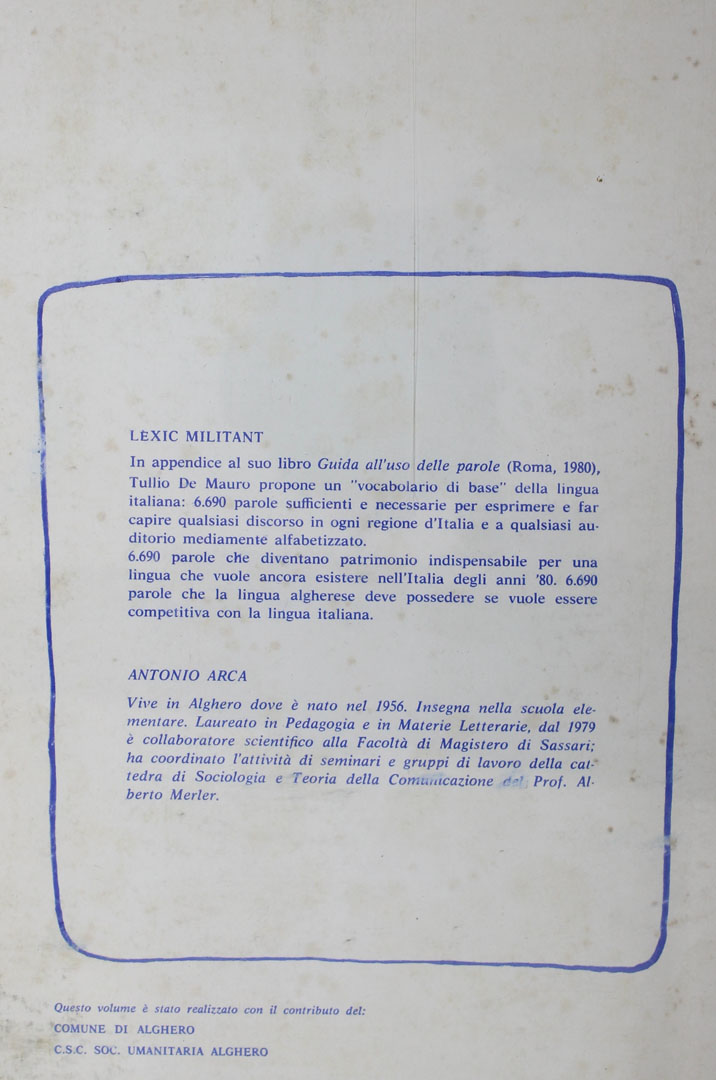 LÈXIC MILITANT
In appendice al suo libro Guida all'uso delle parole (Roma, 1980),
Tullio De Mauro propone un "vocabolario di base" della lingua
italiana: 6.690 parole sufficienti e necessarie per esprimere e far
capire qualsiasi discorso in ogni regione d'Italia e a qualsiasi au-
ditorio mediamente alfabetizzato.
6.690 parole che diventano patrimonio indispensabile per una
lingua che vuole ancora esistere nell'Italia degli anni '80. 6.690
parole che la lingua algherese deve possedere se vuole essere
competitiva con la lingua italiana.
ANTONIO ARCA
Vive in Alghero dove è nato nel 1956. Insegna nella scuola ele-
mentare. Laureato in Pedagogia e in Materie Letterarie, dal 1979
è collaboratore scientifico alla Facoltà di Magistero di Sassari;
ha coordinato l'attività di seminari e gruppi di lavoro della cat-
tedra di Sociologia e Teoria della Comunicazione del Prof. Al-
berto Merler.
Questo volume è stato realizzato con il contributo del:
COMUNE DI ALGHERO
C.S.C. SOC. UMANITARIA ALGHERO